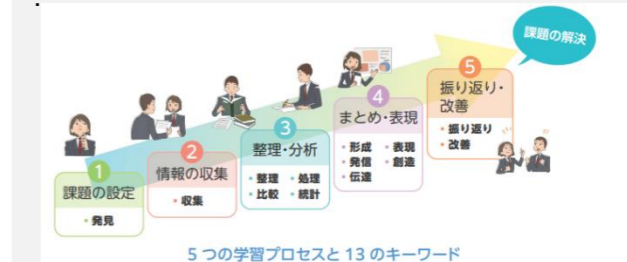 課題の解決
1
課題の設定
・発見
2
情報の収集
・収集
3
整理・分析
・整理 ・処理
・比較 ・統計
4
まとめ・表現
・形成 ・表現
・発信 ・創造
・伝達
5
振り返り・
改善
・振り返り
・改善
5つの学習プロセスと13のキーワード